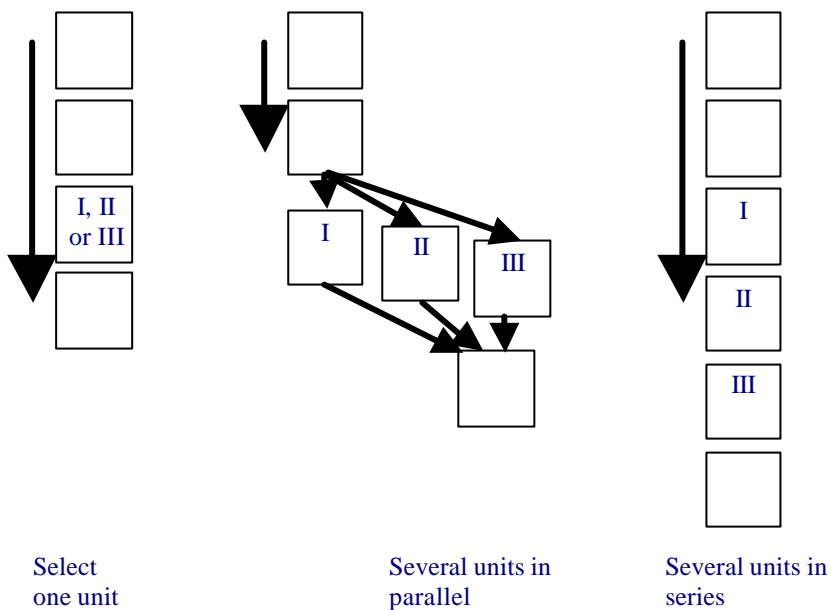 I, II
or III
I
II
III
I
II
III
Select
one unit
Several units in
parallel
Several units in
series